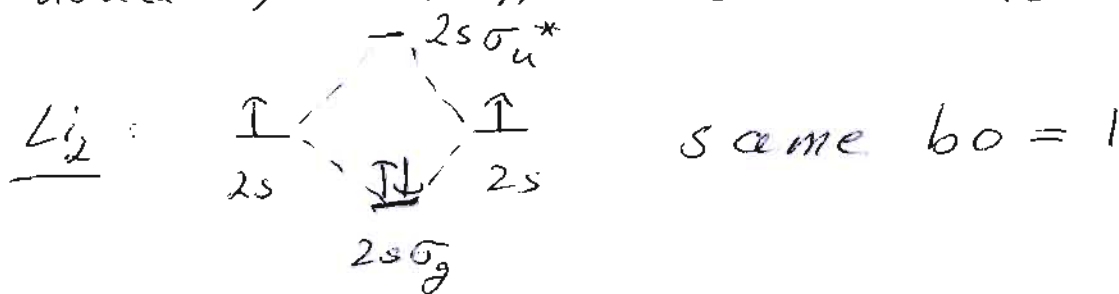 2sσᵤ*
Li₂ : ↑ ↑ same bo = 1
2s ↑↓ 2s
2sσg